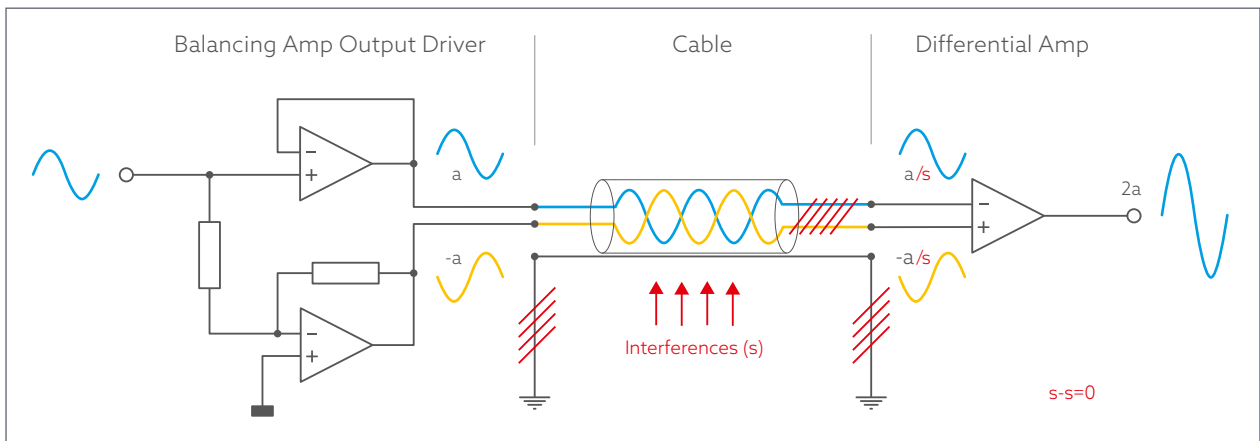 Balancing Amp Output Driver
Cable
Differential Amp
−
+
a
a/s
−
+
2a
-a
-a/s
−
+
Interferences (s)
s-s=0